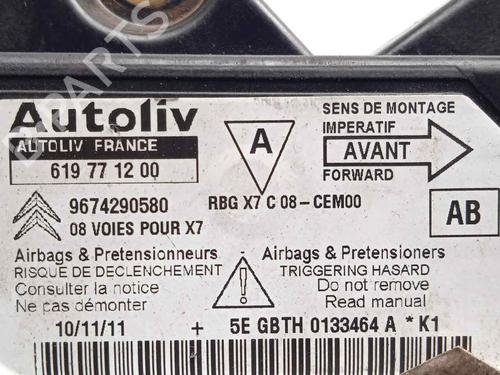 Autoliv
AUTOLIV FRANCE
619 77 12 00
A
SENS DE MONTAGE
IMPERATIF
AVANT
FORWARD
9674290580
08 VOIES POUR X7
RBG X7 C 08-CEM00
AB
Airbags & Pretensionneurs
RISQUE DE DECLENCHEMENT
Consulter la notice
Ne pas démonter
!
Airbags & Pretensioners
TRIGGERING HASARD
Do not remove
Read manual
10/11/11 + 5E GBTH 0133464 A * K1